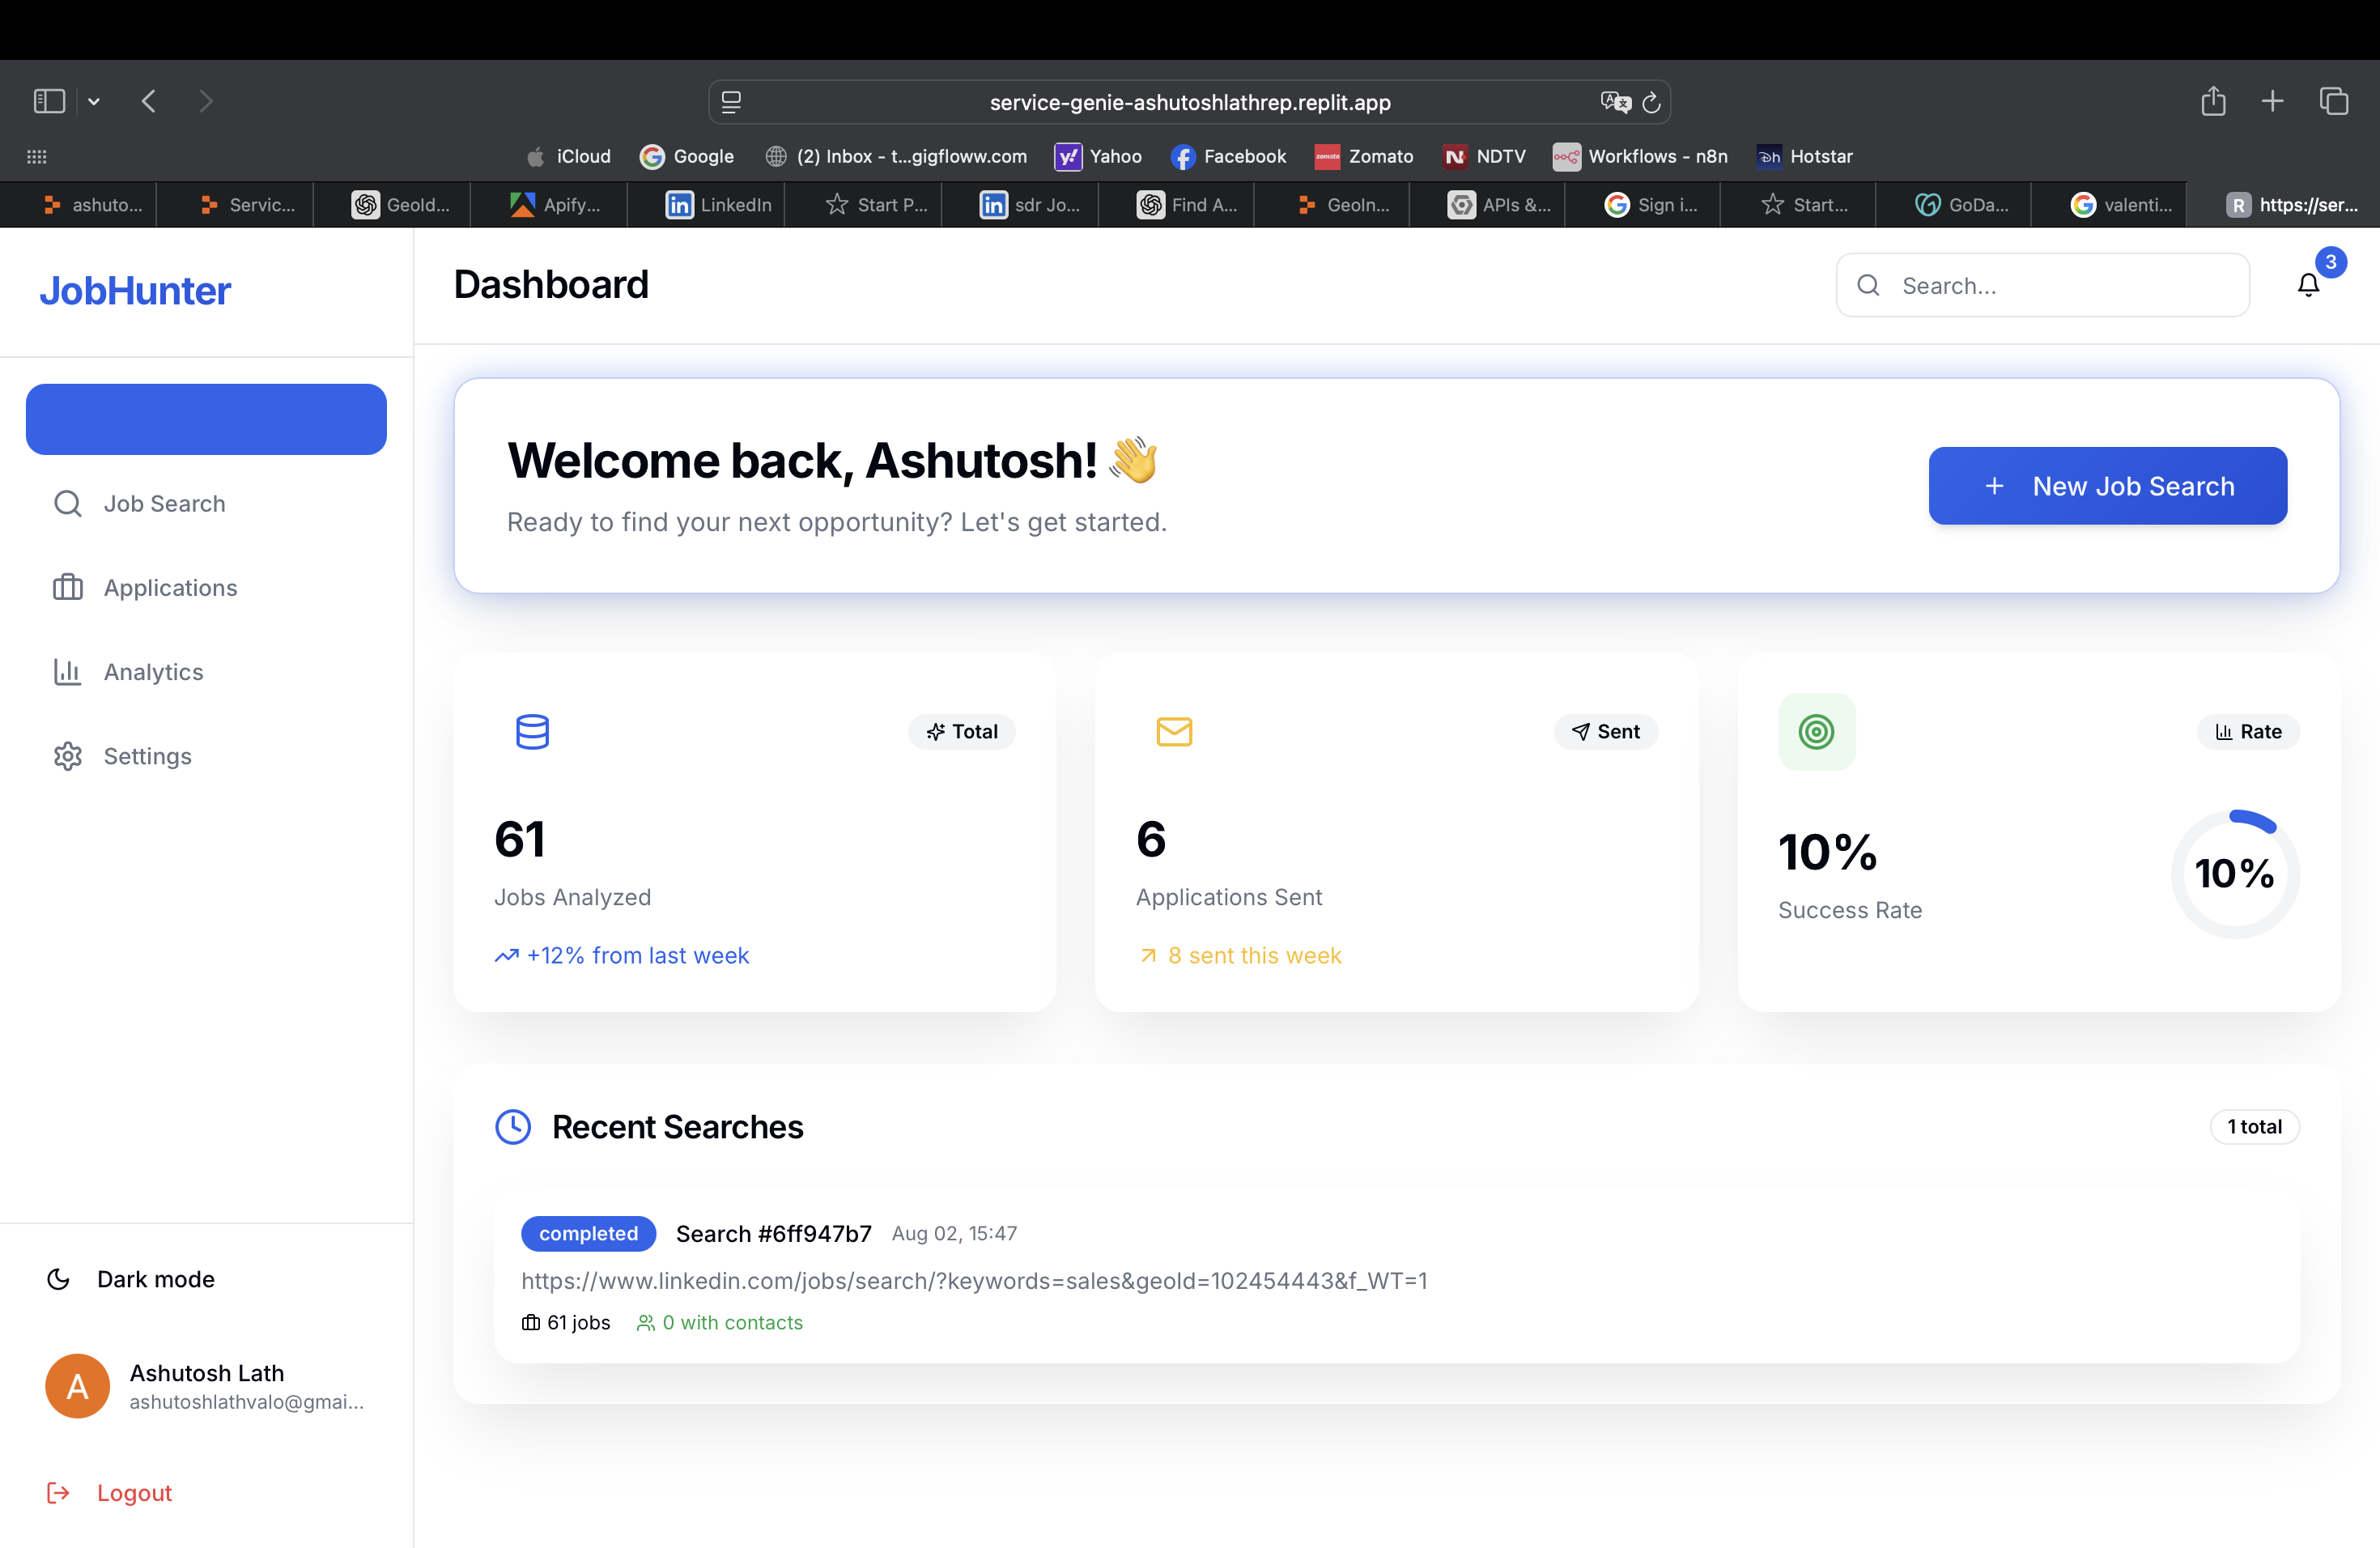 service-genie-ashutoshlathrep.replit.app
iCloud
Google
(2) Inbox - t...gigfloww.com
Yahoo
Facebook
zomato
Zomato
NDTV
Workflows - n8n
Hotstar
ashuto...
Servic...
GeoId...
Apify...
LinkedIn
Start P...
sdr Jo...
Find A...
GeoIn...
APIs &...
Sign i...
Start...
GoDa...
valenti...
R
https://ser...
JobHunter
Dashboard
Search...
3
Welcome back, Ashutosh! 👋
Ready to find your next opportunity? Let's get started.
+ New Job Search
Job Search
Applications
Analytics
Settings
Total
61
Jobs Analyzed
+12% from last week
Sent
6
Applications Sent
8 sent this week
Rate
10%
10%
Success Rate
Recent Searches
1 total
completed Search #6ff947b7 Aug 02, 15:47
https://www.linkedin.com/jobs/search/?keywords=sales&geoId=102454443&f_WT=1
61 jobs 0 with contacts
Dark mode
A
Ashutosh Lath
ashutoshlathvalo@gmai...
Logout